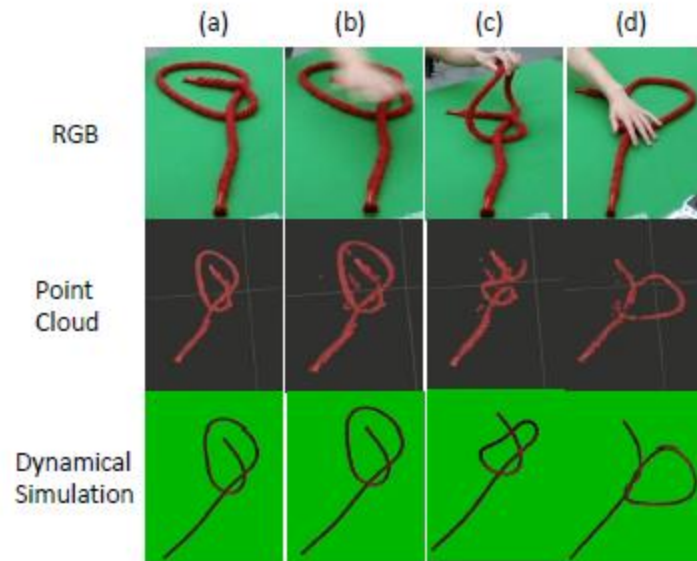 (a) (b) (c) (d)
RGB
Point
Cloud
Dynamical
Simulation